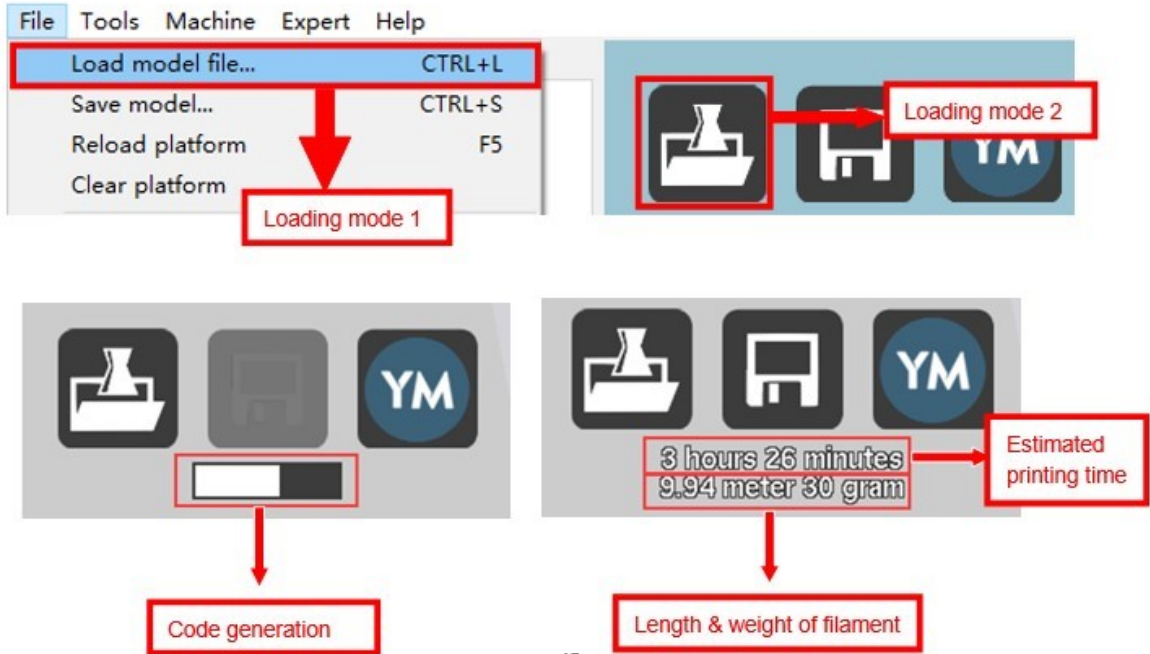 File Tools Machine Expert Help
Load model file... CTRL+L
Save model... CTRL+S
Reload platform F5
Clear platform
Loading mode 1
Loading mode 2
YM
YM
YM
3 hours 26 minutes
9.94 meter 30 gram
Estimated
printing time
Code generation
Length & weight of filament